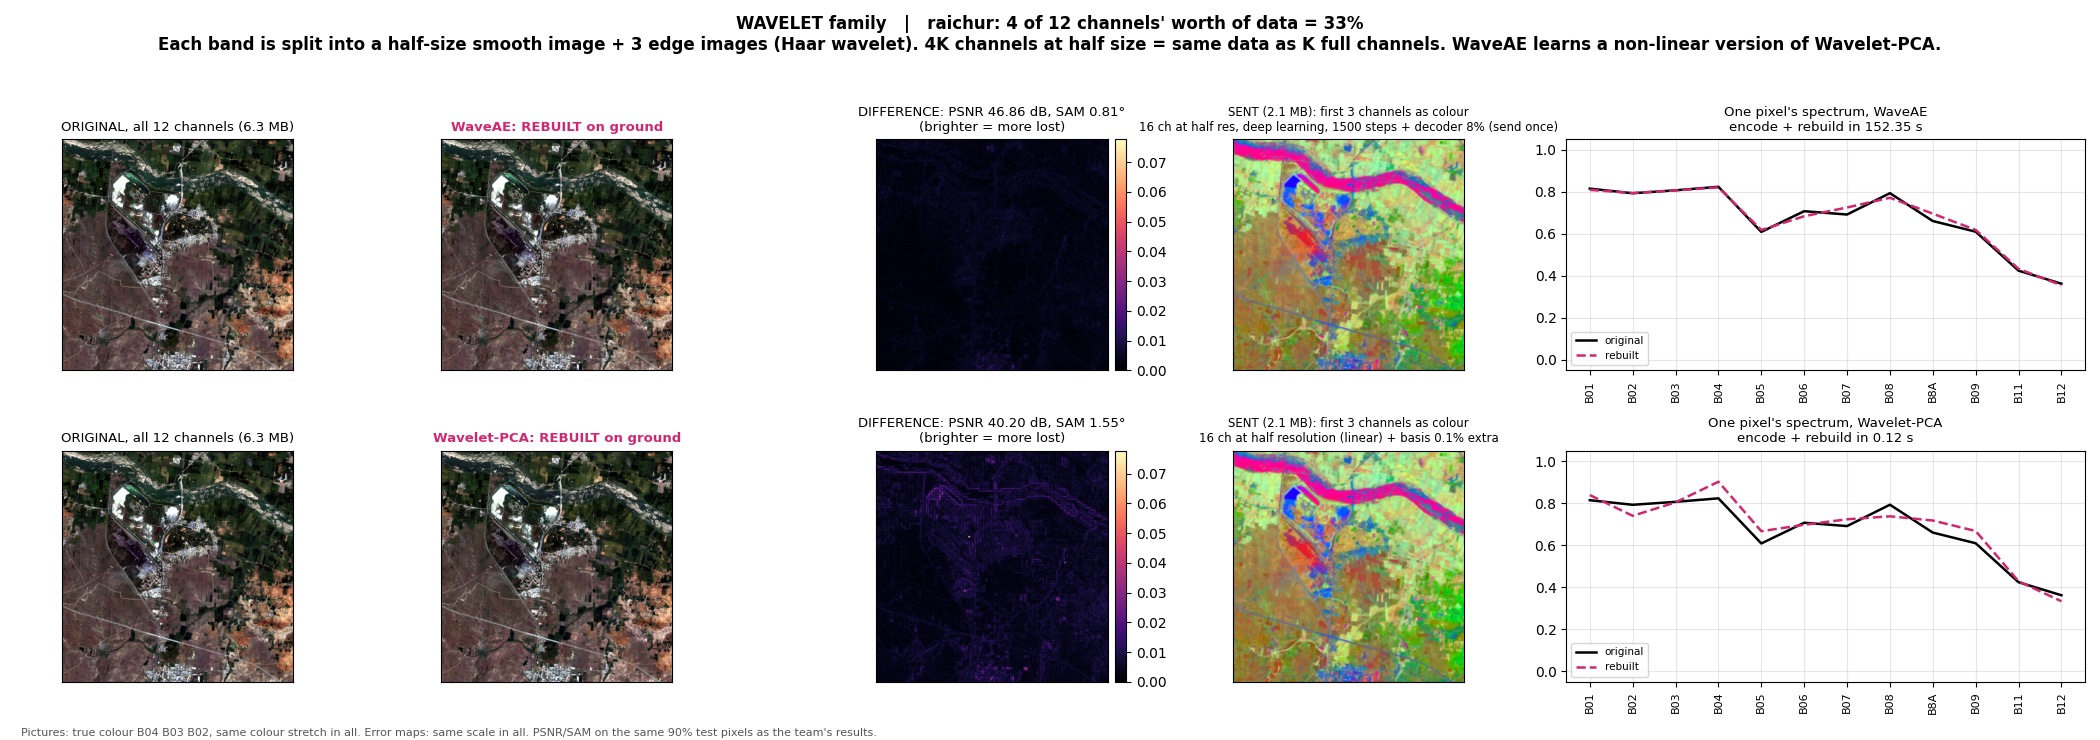 WAVELET family | raichur: 4 of 12 channels' worth of data = 33%
Each band is split into a half-size smooth image + 3 edge images (Haar wavelet). 4K channels at half size = same data as K full channels. WaveAE learns a non-linear version of Wavelet-PCA.
ORIGINAL, all 12 channels (6.3 MB)
WaveAE: REBUILT on ground
DIFFERENCE: PSNR 46.86 dB, SAM 0.81°
(brighter = more lost)
0.07
0.06
0.05
0.04
0.03
0.02
0.01
0.00
SENT (2.1 MB): first 3 channels as colour
16 ch at half res, deep learning, 1500 steps + decoder 8% (send once)
One pixel's spectrum, WaveAE
encode + rebuild in 152.35 s
1.0
0.8
0.6
0.4
0.2
0.0
original
rebuilt
B01
B02
B03
B04
B05
B06
B07
B08
B8A
B09
B11
B12
ORIGINAL, all 12 channels (6.3 MB)
Wavelet-PCA: REBUILT on ground
DIFFERENCE: PSNR 40.20 dB, SAM 1.55°
(brighter = more lost)
0.07
0.06
0.05
0.04
0.03
0.02
0.01
0.00
SENT (2.1 MB): first 3 channels as colour
16 ch at half resolution (linear) + basis 0.1% extra
One pixel's spectrum, Wavelet-PCA
encode + rebuild in 0.12 s
1.0
0.8
0.6
0.4
0.2
0.0
original
rebuilt
B01
B02
B03
B04
B05
B06
B07
B08
B8A
B09
B11
B12
Pictures: true colour B04 B03 B02, same colour stretch in all. Error maps: same scale in all. PSNR/SAM on the same 90% test pixels as the team's results.